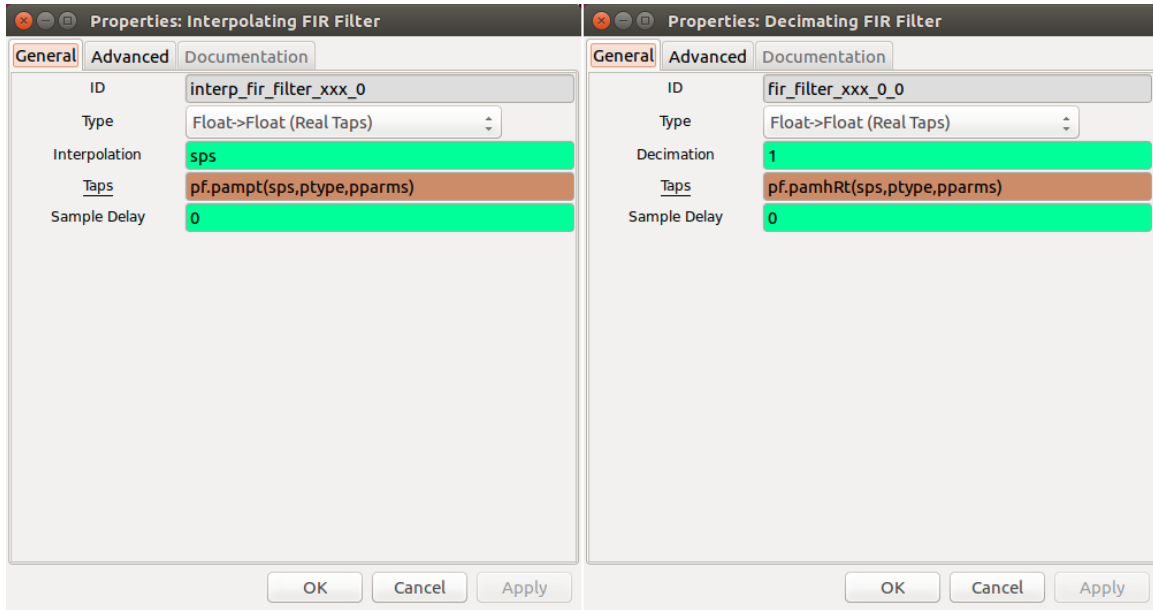 Properties: Interpolating FIR Filter
General Advanced Documentation
ID interp_fir_filter_xxx_0
Type Float->Float (Real Taps)
Interpolation sps
Taps pf.pampt(sps,ptype,pparms)
Sample Delay 0
OK Cancel Apply
Properties: Decimating FIR Filter
General Advanced Documentation
ID fir_filter_xxx_0_0
Type Float->Float (Real Taps)
Decimation 1
Taps pf.pamhRt(sps,ptype,pparms)
Sample Delay 0
OK Cancel Apply